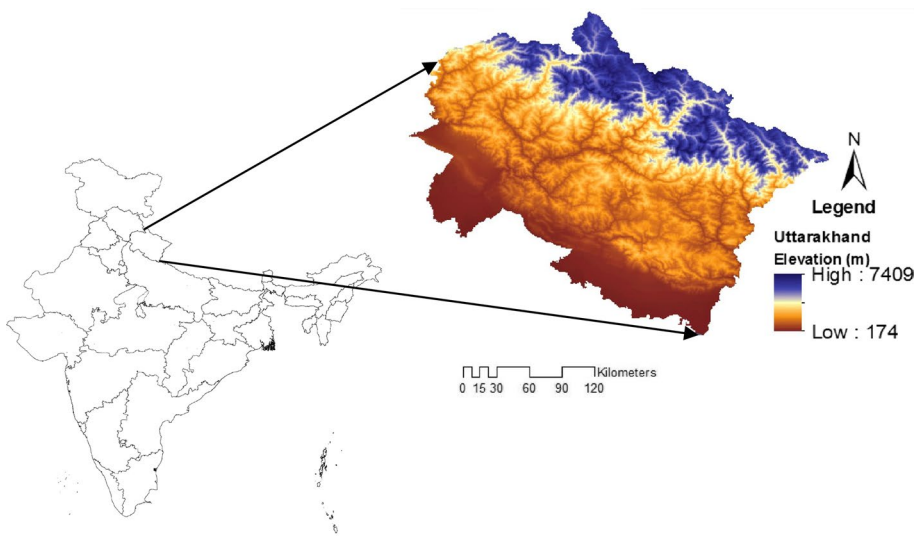 N
Legend
Uttarakhand
Elevation (m)
High : 7409
Low : 174
Kilometers
0 15 30 60 90 120